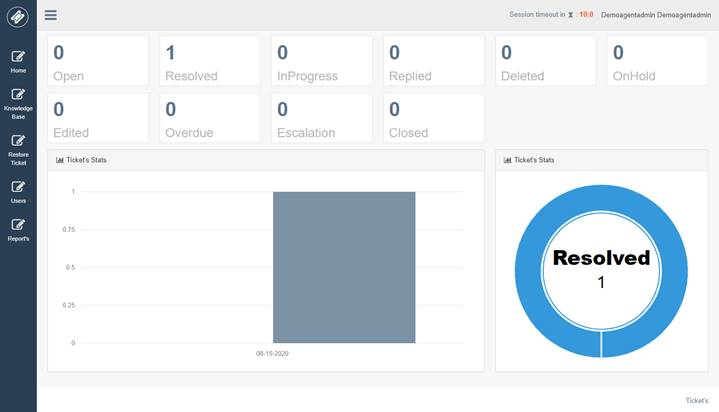 Session timeout in : 10:0 Demoagentadmin Demoagentadmin
Home
Knowledge
Base
Restore
Ticket
Users
Report's
0 1 0 0 0 0
Open Resolved InProgress Replied Deleted OnHold
0 0 0 0
Edited Overdue Escalation Closed
Ticket's Stats
1
0.75
0.5
0.25
0
08-15-2020
Ticket's Stats
Resolved
1
Ticket's